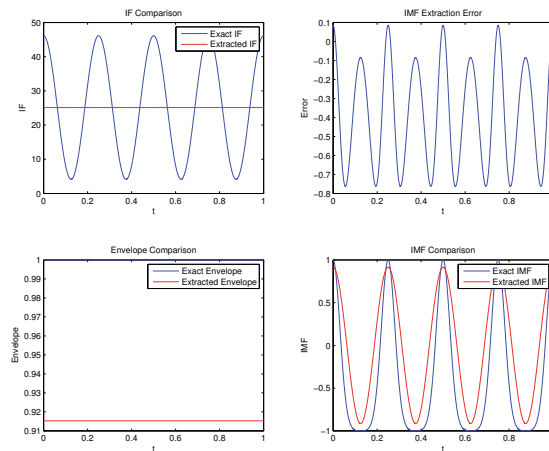 IF Comparison
50
40
30
20
10
0
IF
0
0.2
0.4
0.6
0.8
1
t
Exact IF
Extracted IF
IMF Extraction Error
0.1
0
−0.1
−0.2
−0.3
−0.4
−0.5
−0.6
−0.7
−0.8
Error
0
0.2
0.4
0.6
0.8
t
Envelope Comparison
1
0.99
0.98
0.97
0.96
0.95
0.94
0.93
0.92
0.91
Envelope
0
0.2
0.4
0.6
0.8
1
t
Exact Envelope
Extracted Envelope
IMF Comparison
1
0.5
0
−0.5
−1
IMF
0
0.2
0.4
0.6
0.8
t
Exact IMF
Extracted IMF